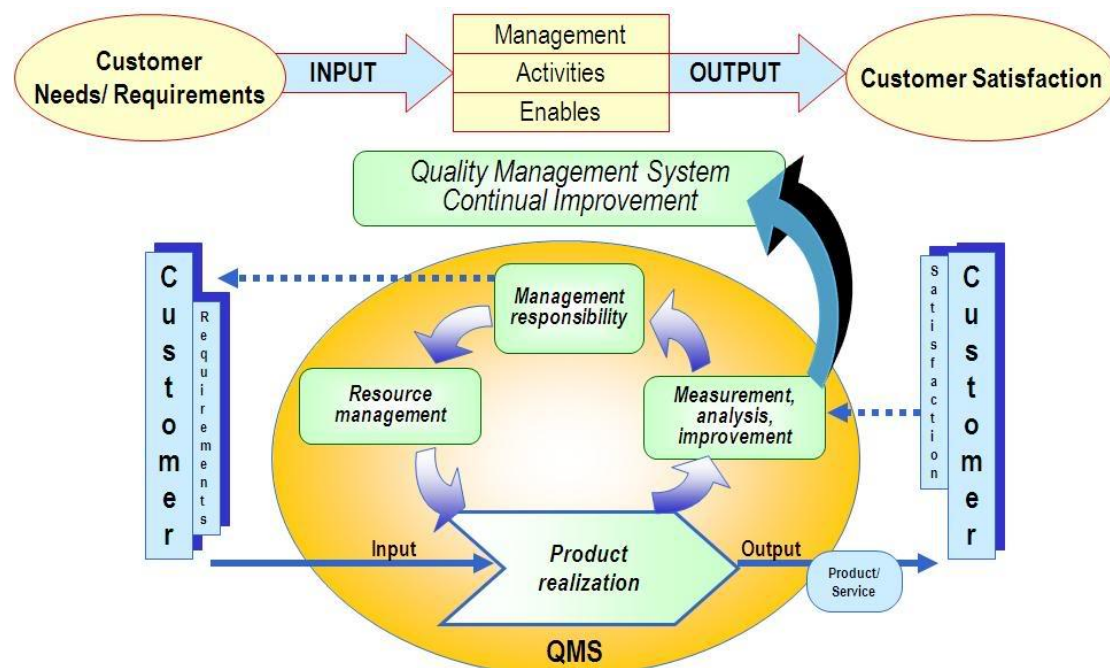 Customer
Needs/ Requirements
INPUT
Management
Activities
Enables
OUTPUT
Customer Satisfaction
Quality Management System
Continual Improvement
Customer
Requirements
Management
responsibility
Resource
management
Measurement,
analysis,
improvement
Satisfaction
Customer
Input
Product
realization
Output
Product/
Service
QMS